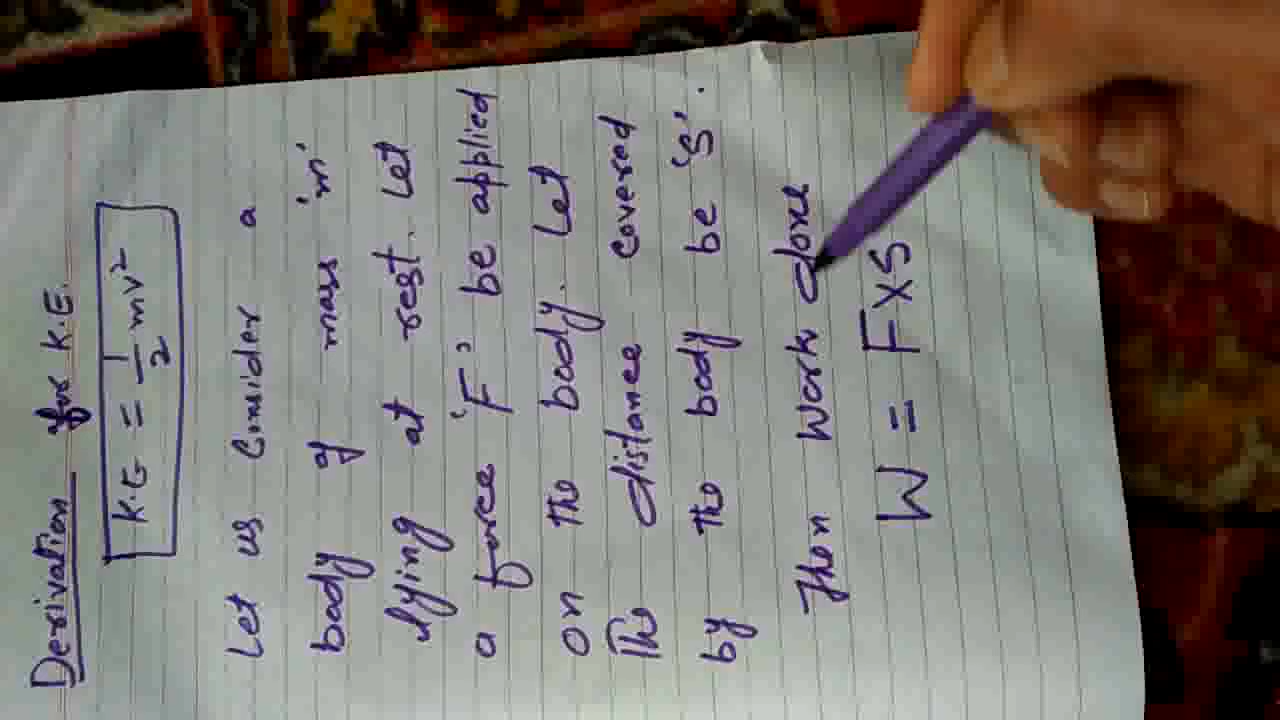 Derivation for K.E.
K.E = 1/2 mv²
Let us Consider a
body of mass 'm'
lying at rest. Let
a force 'F' be applied
on the body. Let
The distance covered
by the body be 'S'.
Then Work done
W = F×S